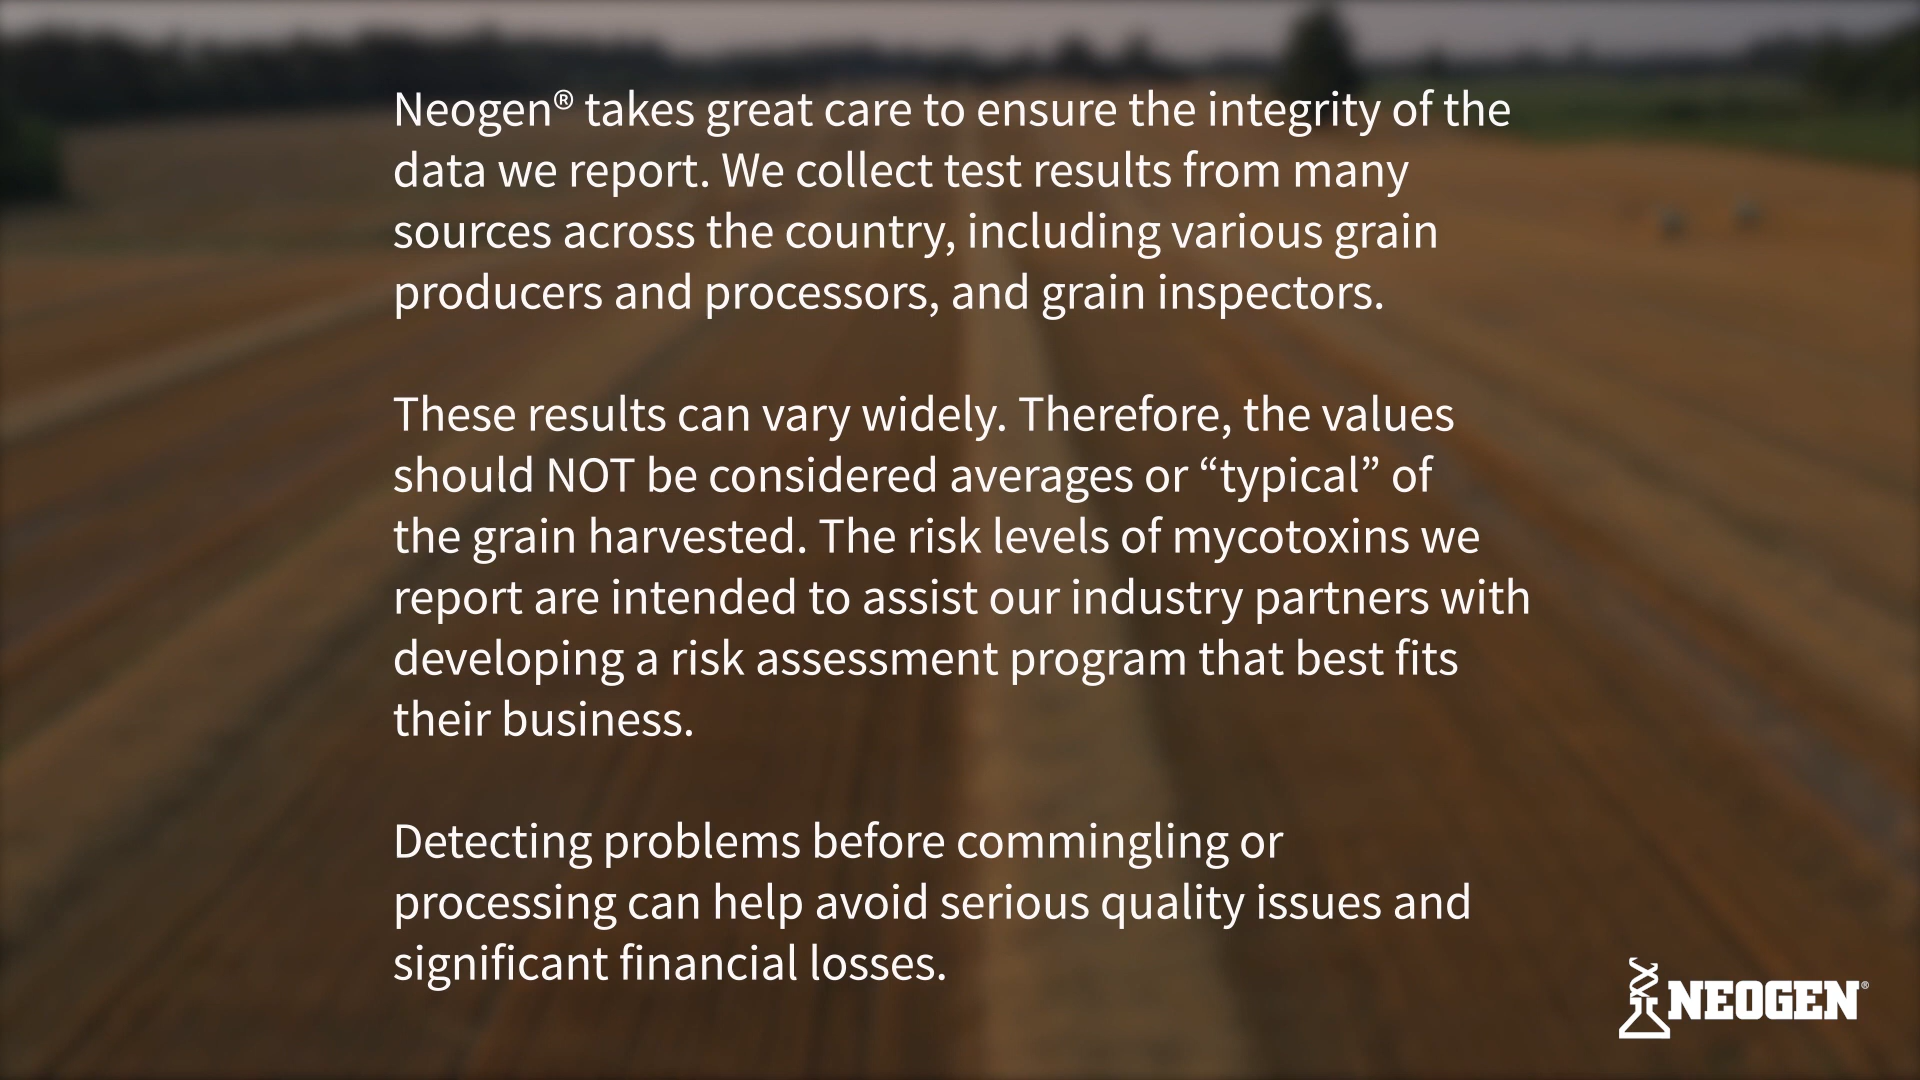 Neogen® takes great care to ensure the integrity of the
data we report. We collect test results from many
sources across the country, including various grain
producers and processors, and grain inspectors.
These results can vary widely. Therefore, the values
should NOT be considered averages or “typical” of
the grain harvested. The risk levels of mycotoxins we
report are intended to assist our industry partners with
developing a risk assessment program that best fits
their business.
Detecting problems before commingling or
processing can help avoid serious quality issues and
significant financial losses.
NEOGEN®